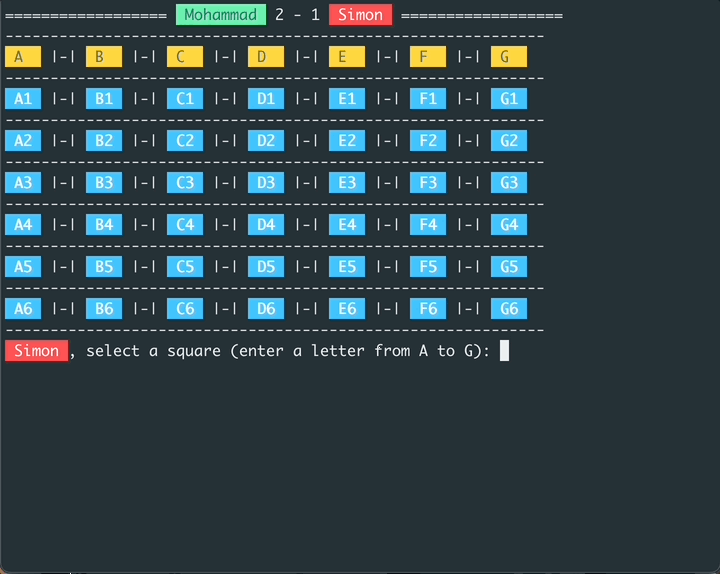 ================== Mohammad 2 - 1 Simon ==================
------------------------------------------------------------
A |-| B |-| C |-| D |-| E |-| F |-| G
------------------------------------------------------------
A1 |-| B1 |-| C1 |-| D1 |-| E1 |-| F1 |-| G1
------------------------------------------------------------
A2 |-| B2 |-| C2 |-| D2 |-| E2 |-| F2 |-| G2
------------------------------------------------------------
A3 |-| B3 |-| C3 |-| D3 |-| E3 |-| F3 |-| G3
------------------------------------------------------------
A4 |-| B4 |-| C4 |-| D4 |-| E4 |-| F4 |-| G4
------------------------------------------------------------
A5 |-| B5 |-| C5 |-| D5 |-| E5 |-| F5 |-| G5
------------------------------------------------------------
A6 |-| B6 |-| C6 |-| D6 |-| E6 |-| F6 |-| G6
------------------------------------------------------------
Simon , select a square (enter a letter from A to G):